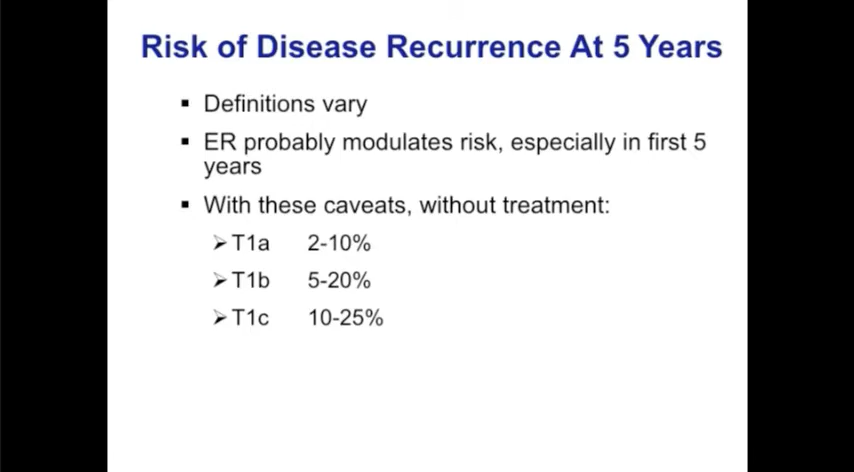 Risk of Disease Recurrence At 5 Years
▪ Definitions vary
▪ ER probably modulates risk, especially in first 5
years
▪ With these caveats, without treatment:
➢ T1a 2-10%
➢ T1b 5-20%
➢ T1c 10-25%